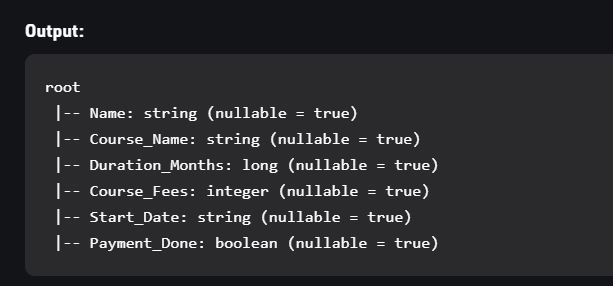 Output:
root
 |-- Name: string (nullable = true)
 |-- Course_Name: string (nullable = true)
 |-- Duration_Months: long (nullable = true)
 |-- Course_Fees: integer (nullable = true)
 |-- Start_Date: string (nullable = true)
 |-- Payment_Done: boolean (nullable = true)